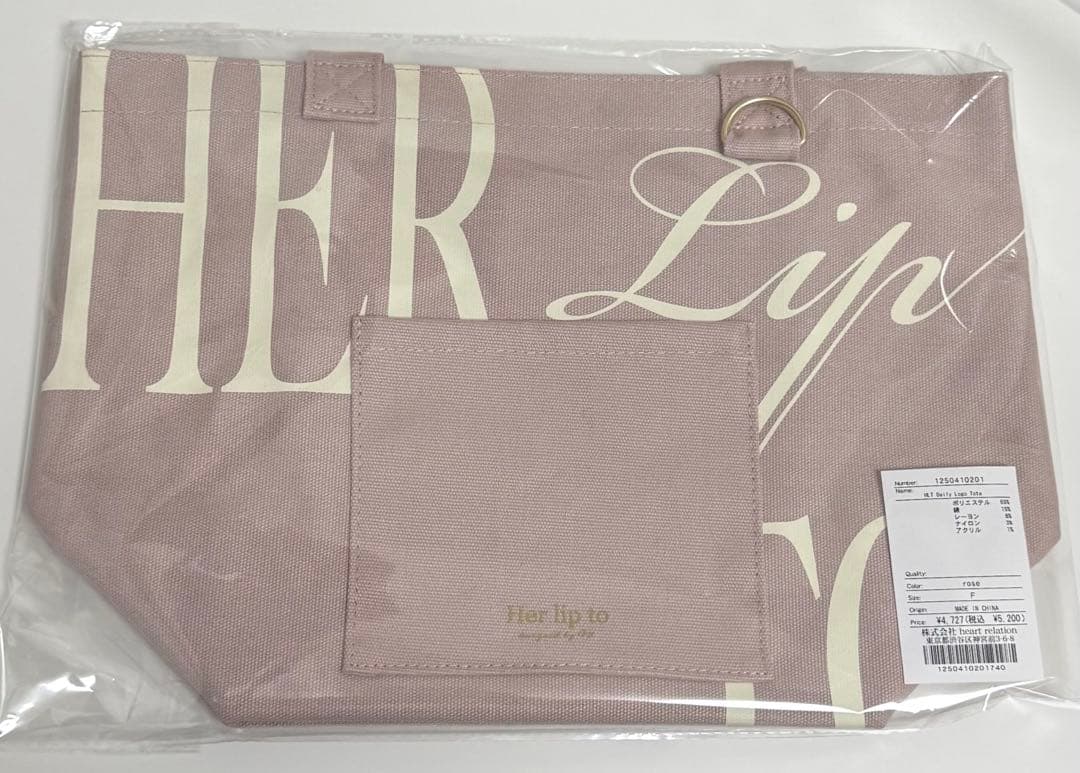 HER
Lip
TO
Her lip to
Number: 1250410201
Name: HLT Daily Logo Tote
ポリエステル 69%
綿 15%
レーヨン
ナイロン
アクリル
Quality:
Color: rose
Size: F
Origin: MADE IN CHINA
Price: ¥4,727(税込 ¥5,200)
株式会社 heart relation
東京都渋谷区神宮前3-6-8
1250410201740